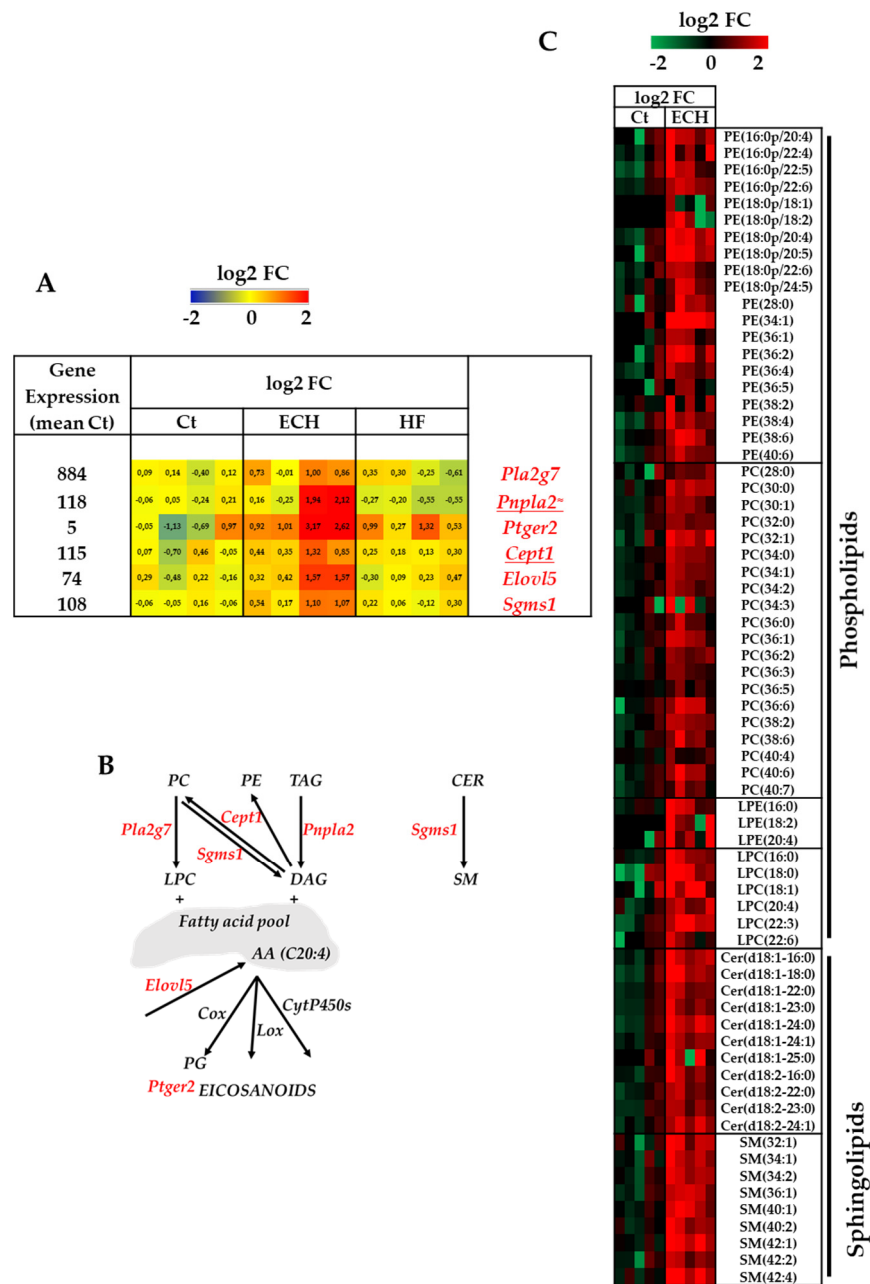 C
log2 FC
-2 0 2
log2 FC
Ct ECH
PE(16:0p/20:4)
PE(16:0p/22:4)
PE(16:0p/22:5)
PE(16:0p/22:6)
PE(18:0p/18:1)
PE(18:0p/18:2)
PE(18:0p/20:4)
PE(18:0p/20:5)
PE(18:0p/22:6)
PE(18:0p/24:5)
PE(28:0)
PE(34:1)
PE(36:1)
PE(36:2)
PE(36:4)
PE(36:5)
PE(38:2)
PE(38:4)
PE(38:6)
PE(40:6)
PC(28:0)
PC(30:0)
PC(30:1)
PC(32:0)
PC(32:1)
PC(34:0)
PC(34:1)
PC(34:2)
PC(34:3)
PC(36:0)
PC(36:1)
PC(36:2)
PC(36:3)
PC(36:5)
PC(36:6)
PC(38:2)
PC(38:6)
PC(40:4)
PC(40:6)
PC(40:7)
LPE(16:0)
LPE(18:2)
LPE(20:4)
LPC(16:0)
LPC(18:0)
LPC(18:1)
LPC(20:4)
LPC(22:3)
LPC(22:6)
Cer(d18:1-16:0)
Cer(d18:1-18:0)
Cer(d18:1-22:0)
Cer(d18:1-23:0)
Cer(d18:1-24:0)
Cer(d18:1-24:1)
Cer(d18:1-25:0)
Cer(d18:2-16:0)
Cer(d18:2-22:0)
Cer(d18:2-23:0)
Cer(d18:2-24:1)
SM(32:1)
SM(34:1)
SM(34:2)
SM(36:1)
SM(40:1)
SM(40:2)
SM(42:1)
SM(42:2)
SM(42:4)
Phospholipids
Sphingolipids
A
log2 FC
-2 0 2
Gene
Expression
(mean Ct)
log2 FC
Ct ECH HF
884 0,09 0,14 -0,40 0,12 0,73 -0,01 1,00 0,86 0,35 0,30 -0,25 -0,61 Pla2g7
118 -0,06 0,05 -0,24 0,21 0,16 -0,25 1,94 2,12 -0,27 -0,20 -0,55 -0,55 Pnpla2≈
5 -0,05 -1,13 -0,69 0,97 0,92 1,01 3,17 2,62 0,99 0,27 1,32 0,53 Ptger2
115 0,07 -0,70 0,46 -0,05 0,44 0,35 1,32 0,85 0,25 0,18 0,13 0,30 Cept1
74 0,29 -0,48 0,22 -0,16 0,32 0,42 1,57 1,57 -0,30 0,09 0,23 0,47 Elovl5
108 -0,06 -0,05 0,16 -0,06 0,54 0,17 1,10 1,07 0,22 0,06 -0,12 0,30 Sgms1
B
PC PE TAG CER
Pla2g7 Cept1 Pnpla2 Sgms1
Sgms1
LPC DAG SM
+ +
Fatty acid pool
AA (C20:4)
Elovl5
Cox Lox CytP450s
PG
Ptger2 EICOSANOIDS